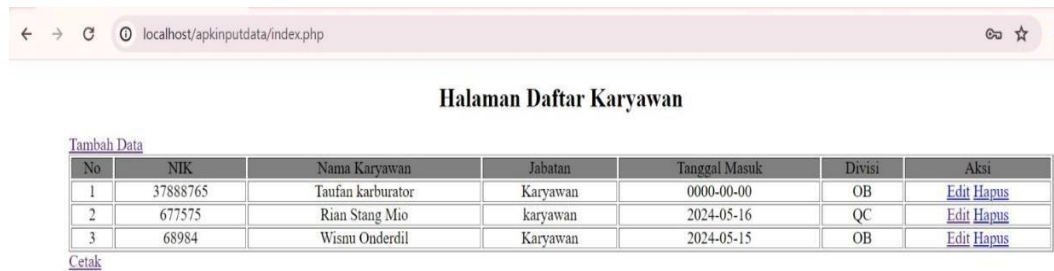 localhost/apkinputdata/index.php
Halaman Daftar Karyawan
Tambah Data
No NIK Nama Karyawan Jabatan Tanggal Masuk Divisi Aksi
1 37888765 Taufan karburator Karyawan 0000-00-00 OB Edit Hapus
2 677575 Rian Stang Mio karyawan 2024-05-16 QC Edit Hapus
3 68984 Wisnu Onderdil Karyawan 2024-05-15 OB Edit Hapus
Cetak